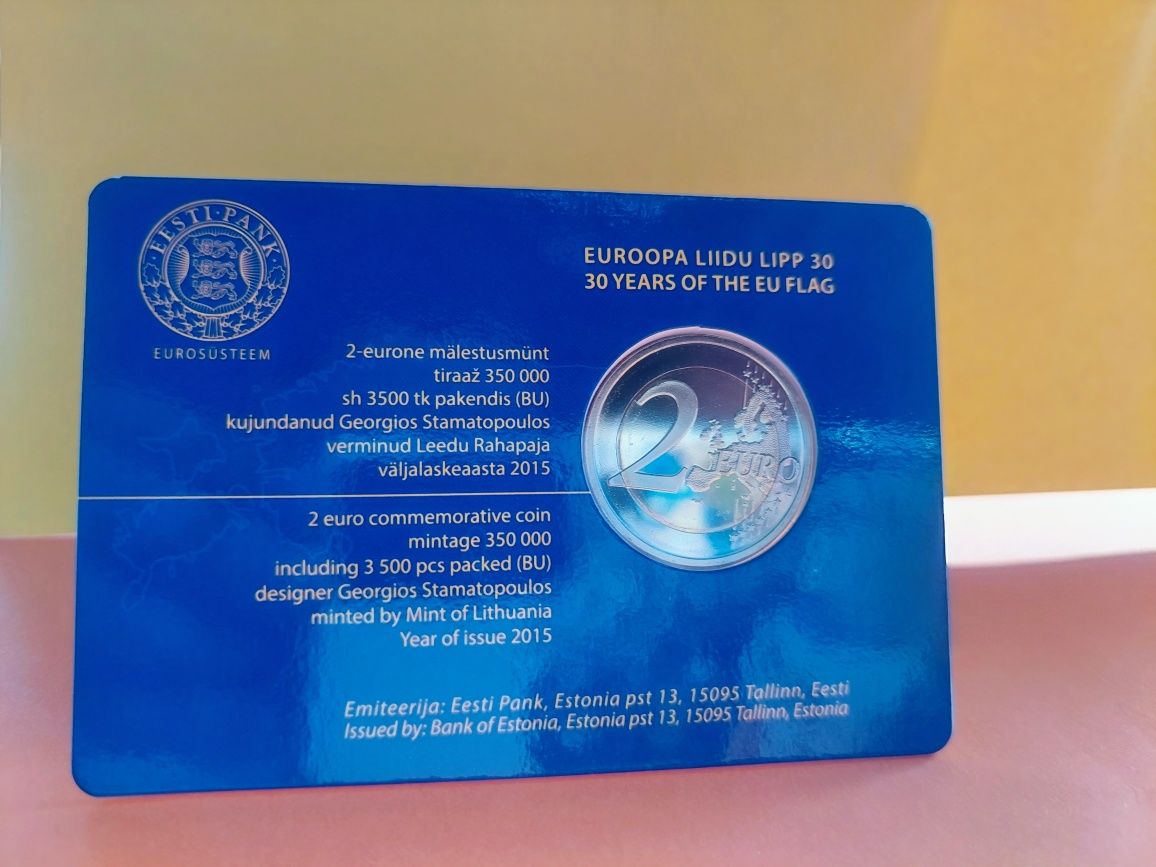 EESTI·PANK
EUROSÜSTEEM
EUROOPA LIIDU LIPP 30
30 YEARS OF THE EU FLAG
2-eurone mälestusmünt
tiraaž 350 000
sh 3500 tk pakendis (BU)
kujundanud Georgios Stamatopoulos
verminud Leedu Rahapaja
väljalaskeaasta 2015
2 EURO
2 euro commemorative coin
mintage 350 000
including 3 500 pcs packed (BU)
designer Georgios Stamatopoulos
minted by Mint of Lithuania
Year of issue 2015
Emiteerija: Eesti Pank, Estonia pst 13, 15095 Tallinn, Eesti
Issued by: Bank of Estonia, Estonia pst 13, 15095 Tallinn, Estonia